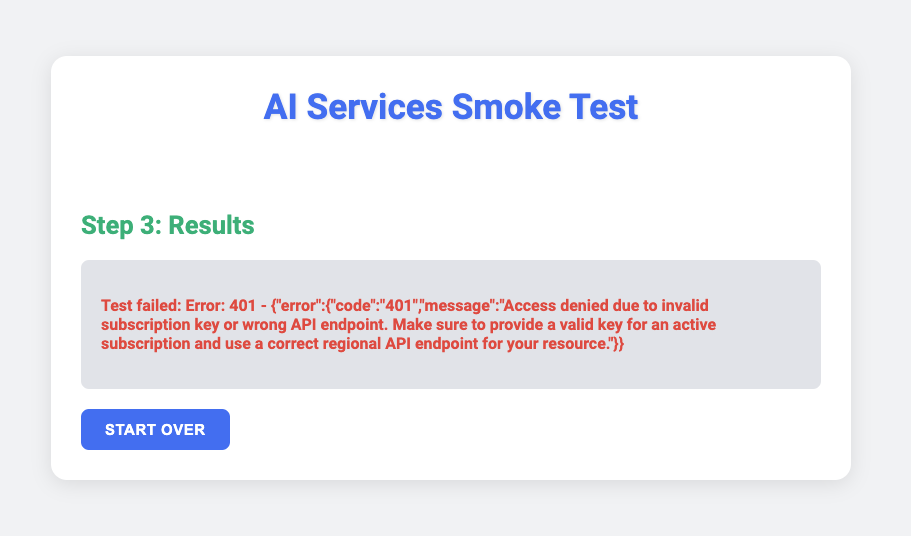 AI Services Smoke Test
Step 3: Results
Test failed: Error: 401 - {"error":{"code":"401","message":"Access denied due to invalid
subscription key or wrong API endpoint. Make sure to provide a valid key for an active
subscription and use a correct regional API endpoint for your resource."}}
START OVER